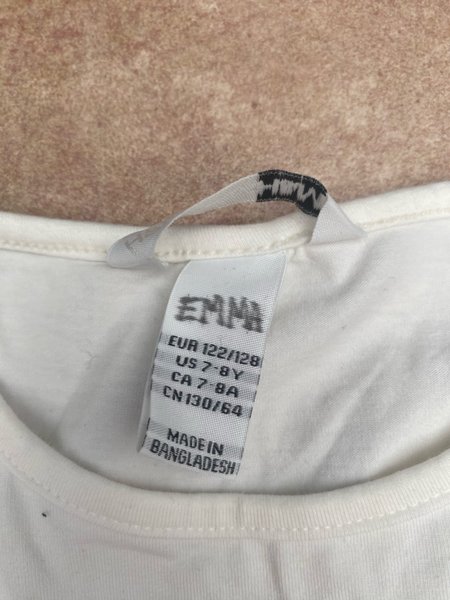 EMMA
EUR 122/128
US 7-8Y
CA 7-8A
CN 130/64
MADE IN
BANGLADESH